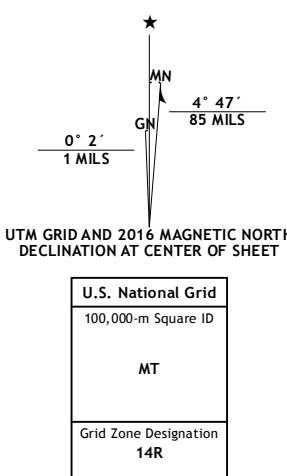 ★
MN
4° 47´
85 MILS
GN
0° 2´
1 MILS
UTM GRID AND 2016 MAGNETIC NORTH
DECLINATION AT CENTER OF SHEET
U.S. National Grid
100,000-m Square ID
MT
Grid Zone Designation
14R